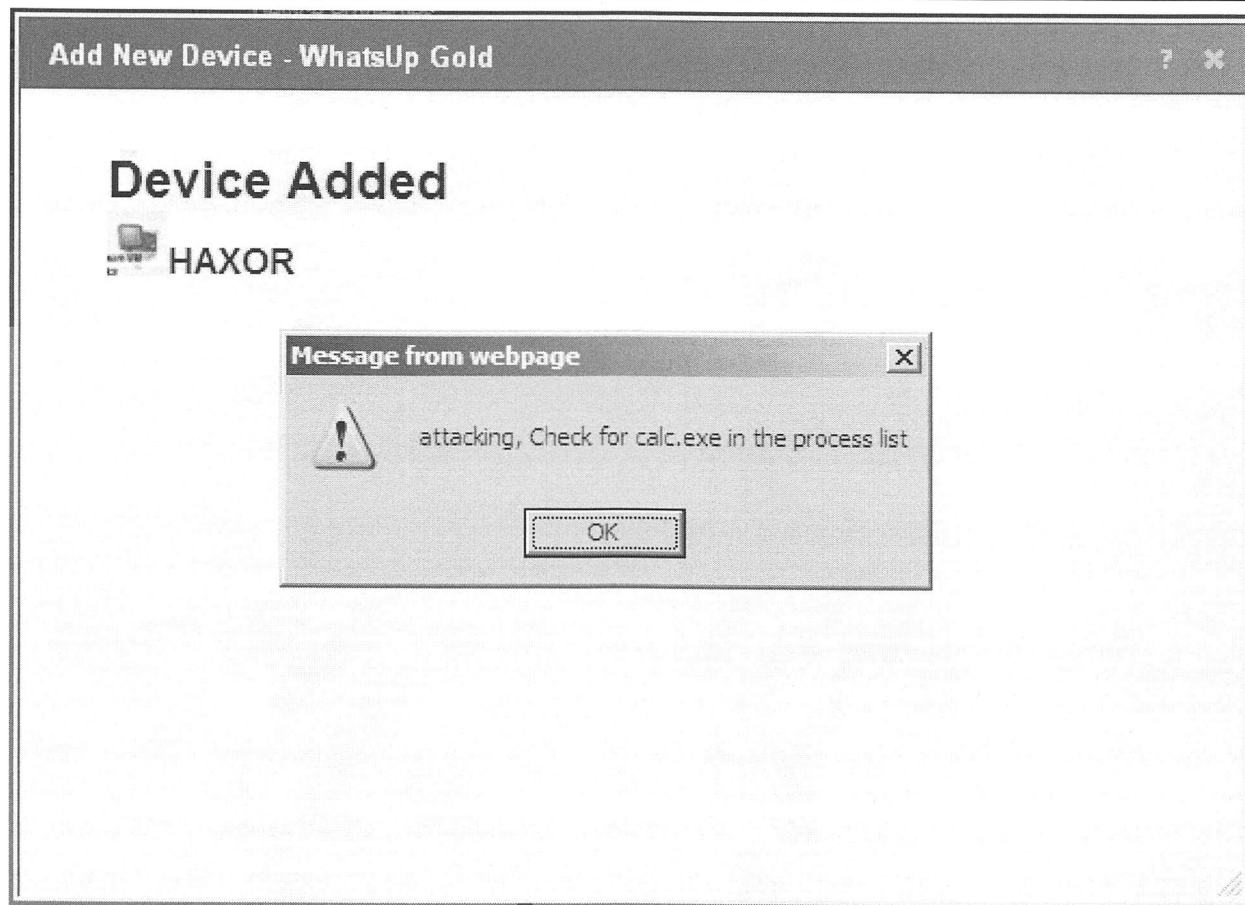 Add New Device - WhatsUp Gold ? ×
Device Added
HAXOR
Message from webpage
attacking, Check for calc.exe in the process list
OK